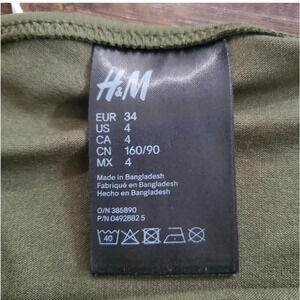 H&M
EUR 34
US 4
CA 4
CN 160/90
MX 4
Made in Bangladesh
Fabriqué en Bangladesh
Hecho en Bangladesh
O/N 385890
P/N 0492882 5
40